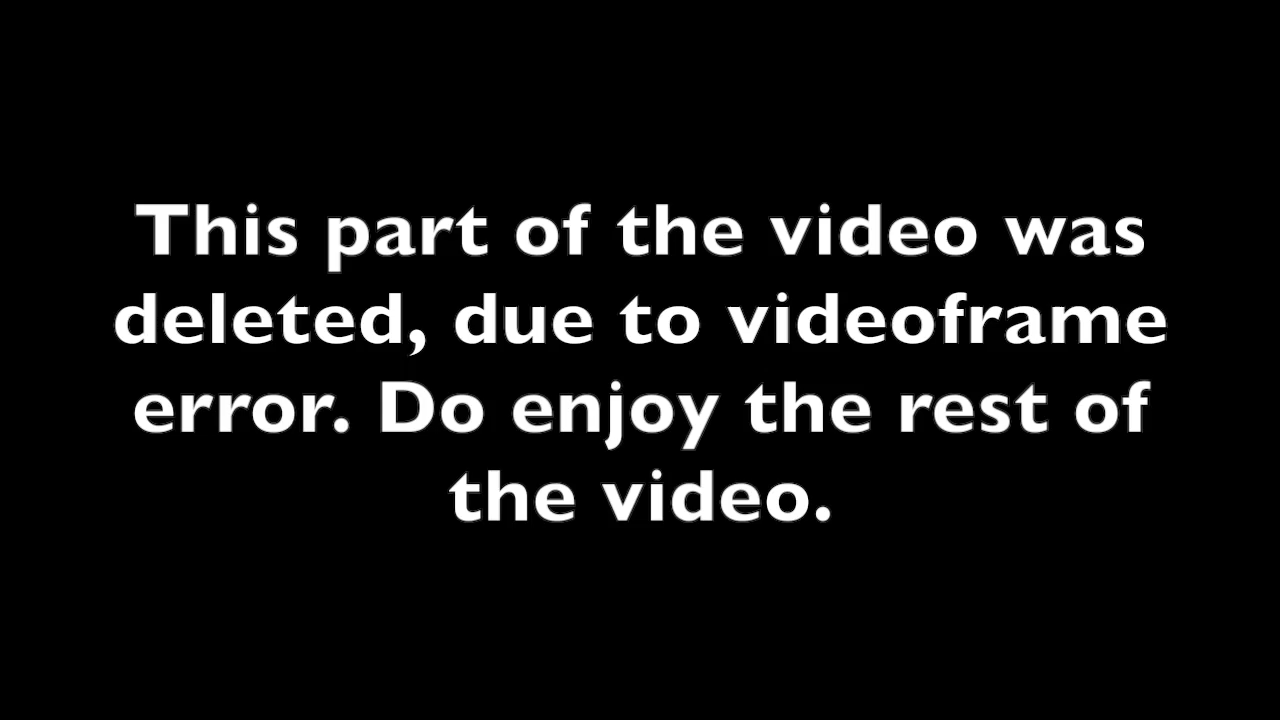 This part of the video was
deleted, due to videoframe
error. Do enjoy the rest of
the video.